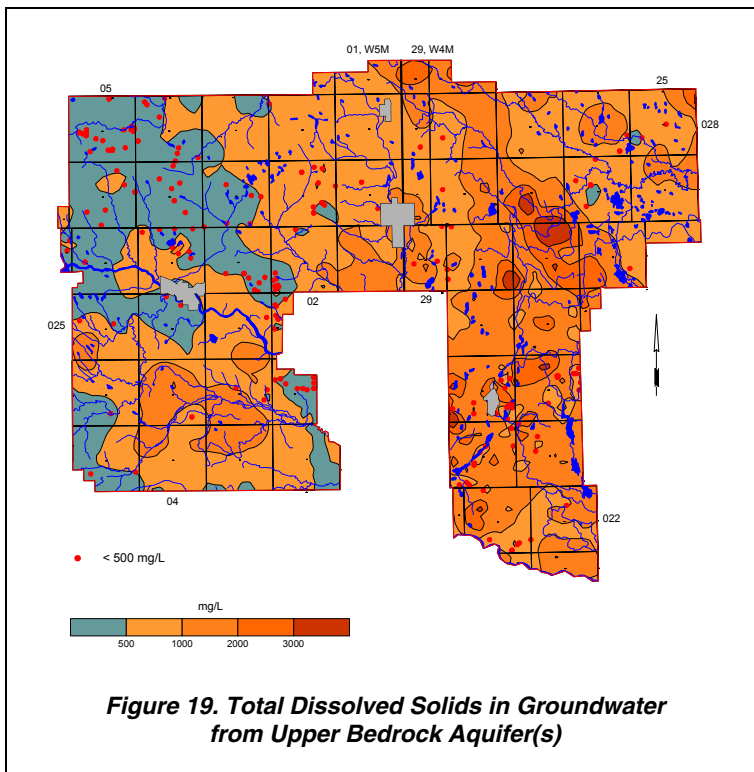 01, W5M 29, W4M
05
25
028
02
29
025
04
022
< 500 mg/L
mg/L
500 1000 2000 3000
Figure 19. Total Dissolved Solids in Groundwater
from Upper Bedrock Aquifer(s)